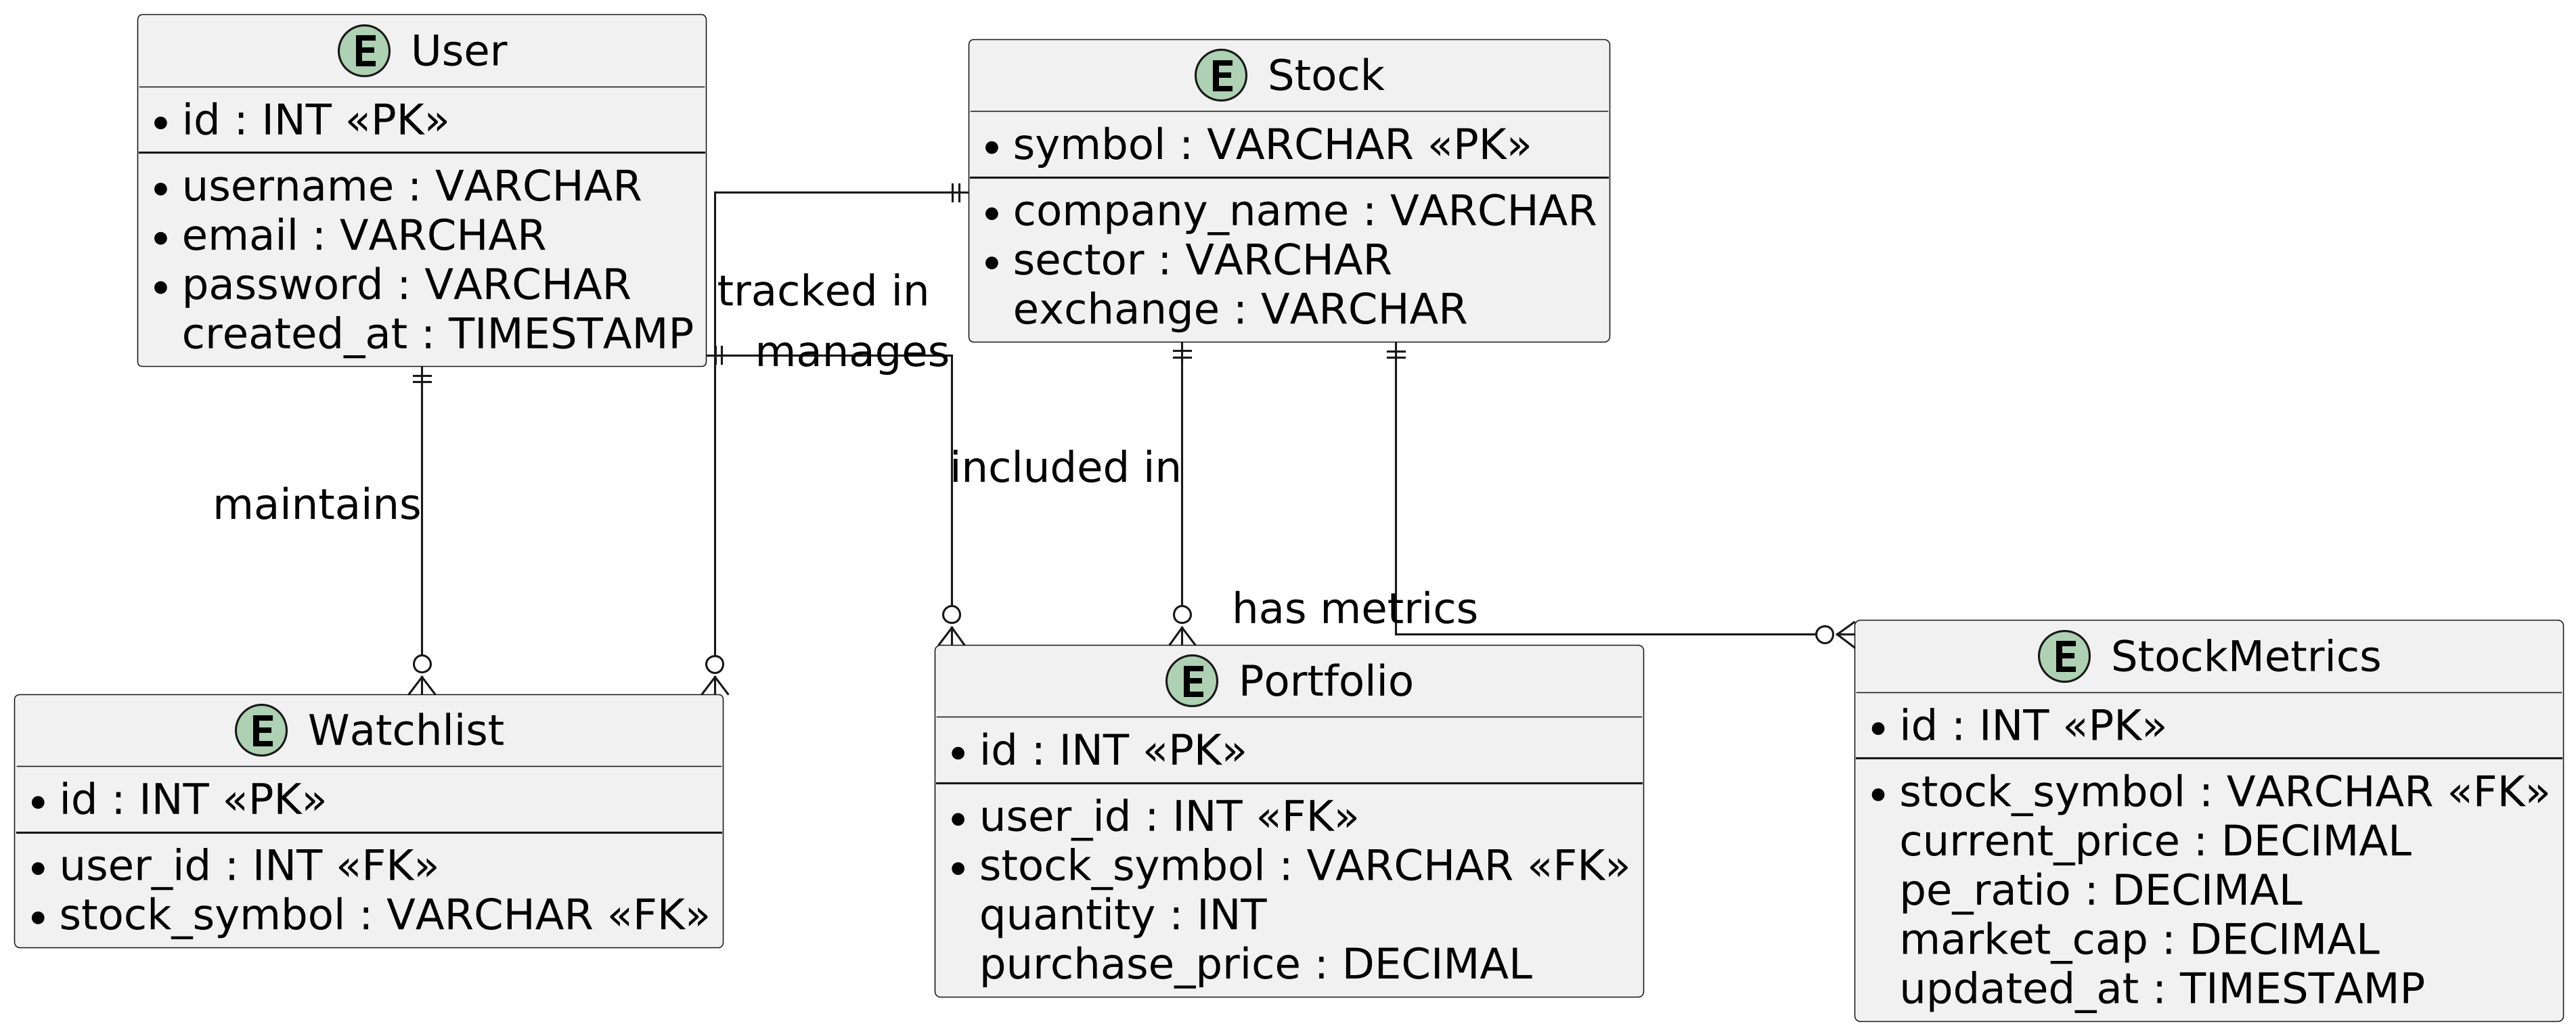 E User
• id : INT «PK»
• username : VARCHAR
• email : VARCHAR
• password : VARCHAR
created_at : TIMESTAMP
E Stock
• symbol : VARCHAR «PK»
• company_name : VARCHAR
• sector : VARCHAR
exchange : VARCHAR
tracked in
manages
included in
maintains
has metrics
E Watchlist
• id : INT «PK»
• user_id : INT «FK»
• stock_symbol : VARCHAR «FK»
E Portfolio
• id : INT «PK»
• user_id : INT «FK»
• stock_symbol : VARCHAR «FK»
quantity : INT
purchase_price : DECIMAL
E StockMetrics
• id : INT «PK»
• stock_symbol : VARCHAR «FK»
current_price : DECIMAL
pe_ratio : DECIMAL
market_cap : DECIMAL
updated_at : TIMESTAMP